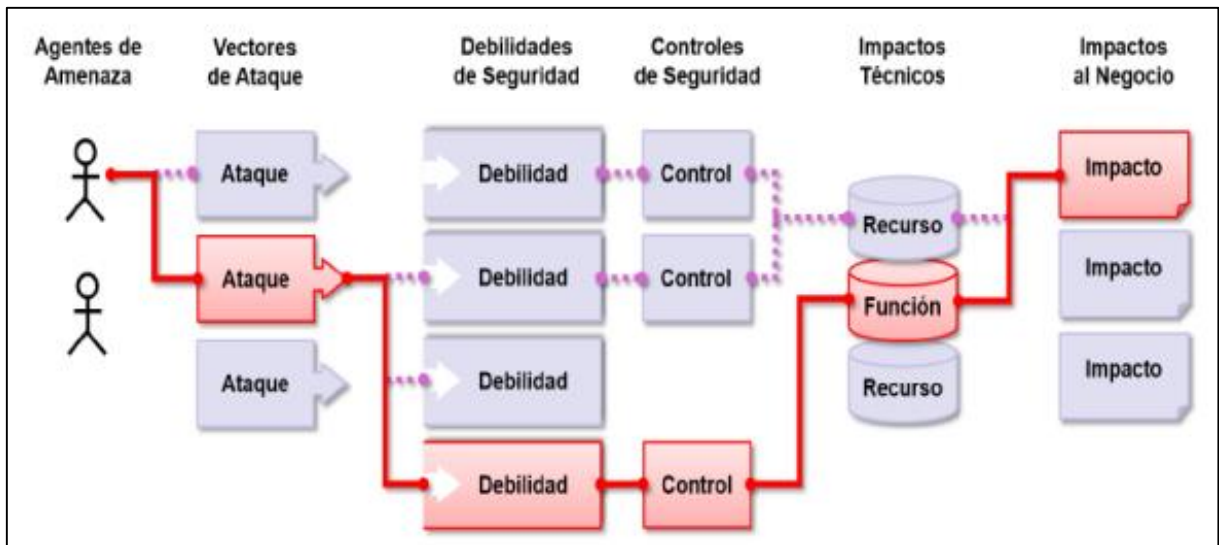 Agentes de
Amenaza
Vectores
de Ataque
Debilidades
de Seguridad
Controles
de Seguridad
Impactos
Técnicos
Impactos
al Negocio
Ataque
Debilidad
Control
Recurso
Impacto
Ataque
Debilidad
Control
Función
Impacto
Ataque
Debilidad
Recurso
Impacto
Debilidad
Control